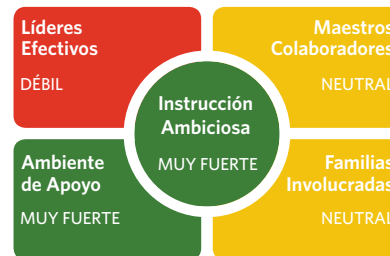 Líderes
Efectivos
DÉBIL
Maestros
Colaboradores
NEUTRAL
Instrucción
Ambiciosa
MUY FUERTE
Ambiente
de Apoyo
MUY FUERTE
Familias
Involucradas
NEUTRAL